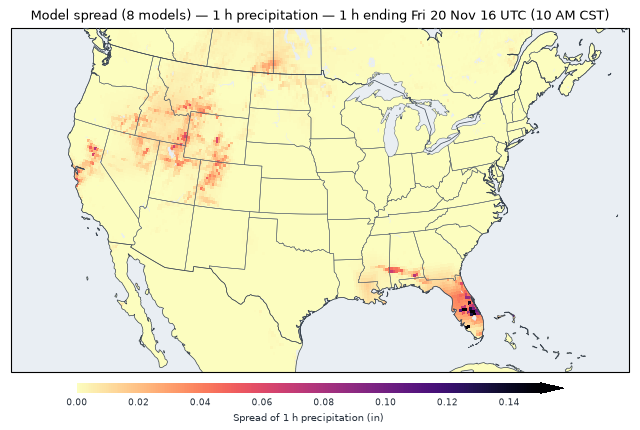 Model spread (8 models) — 1 h precipitation — 1 h ending Fri 20 Nov 16 UTC (10 AM CST)
0.00 0.02 0.04 0.06 0.08 0.10 0.12 0.14
Spread of 1 h precipitation (in)